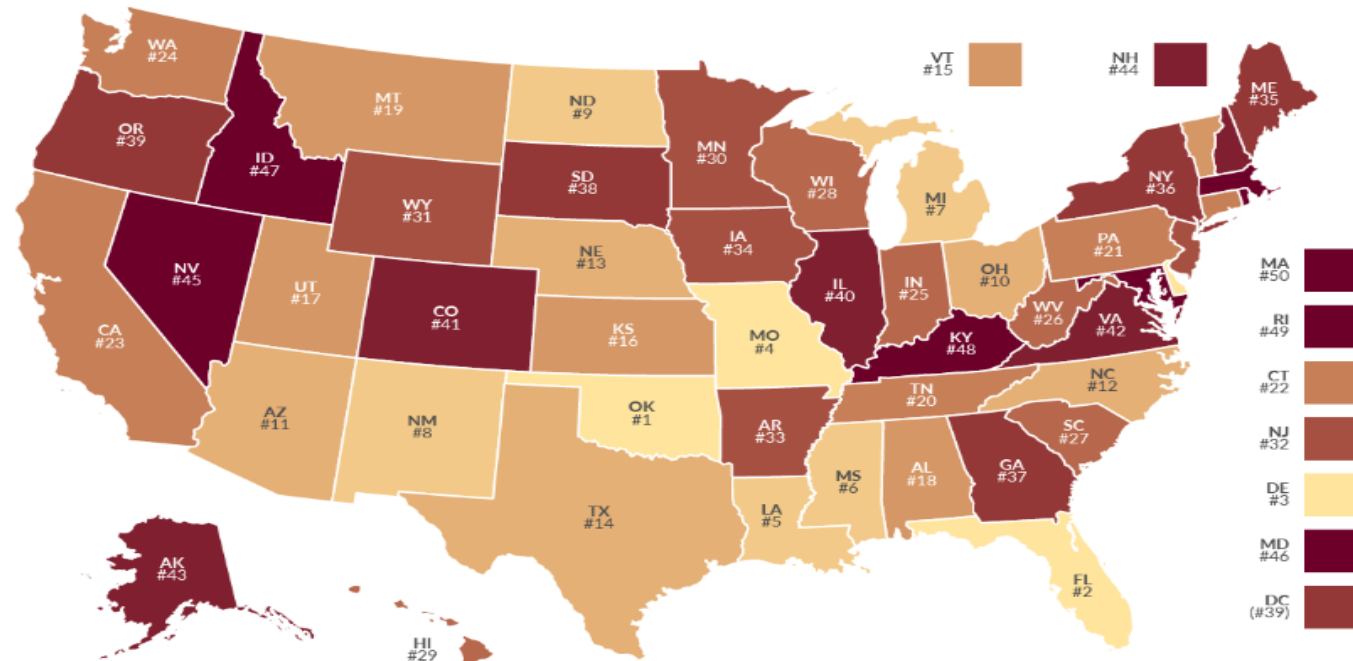 WA
#24
OR
#39
CA
#23
ID
#47
NV
#45
MT
#19
WY
#31
UT
#17
CO
#41
AZ
#11
NM
#8
ND
#9
SD
#38
NE
#13
KS
#16
OK
#1
TX
#14
MN
#30
IA
#34
MO
#4
AR
#33
LA
#5
WI
#28
IL
#40
MI
#7
IN
#25
OH
#10
KY
#48
TN
#20
MS
#6
AL
#18
GA
#37
FL
#2
SC
#27
NC
#12
VA
#42
WV
#26
PA
#21
NY
#36
ME
#35
VT
#15
NH
#44
MA
#50
RI
#49
CT
#22
NJ
#32
DE
#3
MD
#46
DC
(#39)
AK
#43
HI
#29